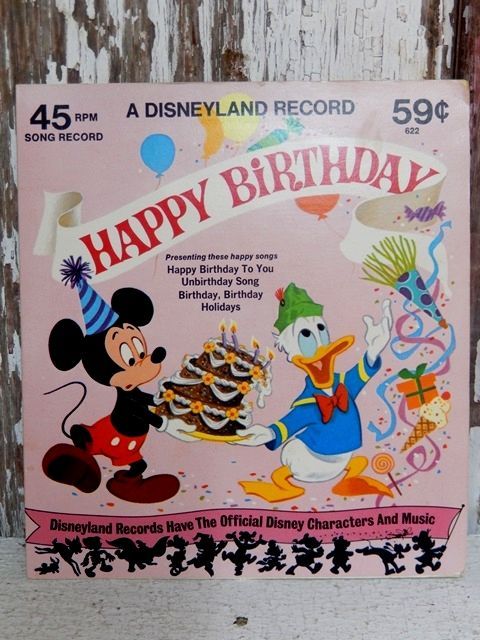 45 RPM
SONG RECORD
A DISNEYLAND RECORD
59¢
622
HAPPY BiRTHDAY
Presenting these happy songs
Happy Birthday To You
Unbirthday Song
Birthday, Birthday
Holidays
Disneyland Records Have The Official Disney Characters And Music